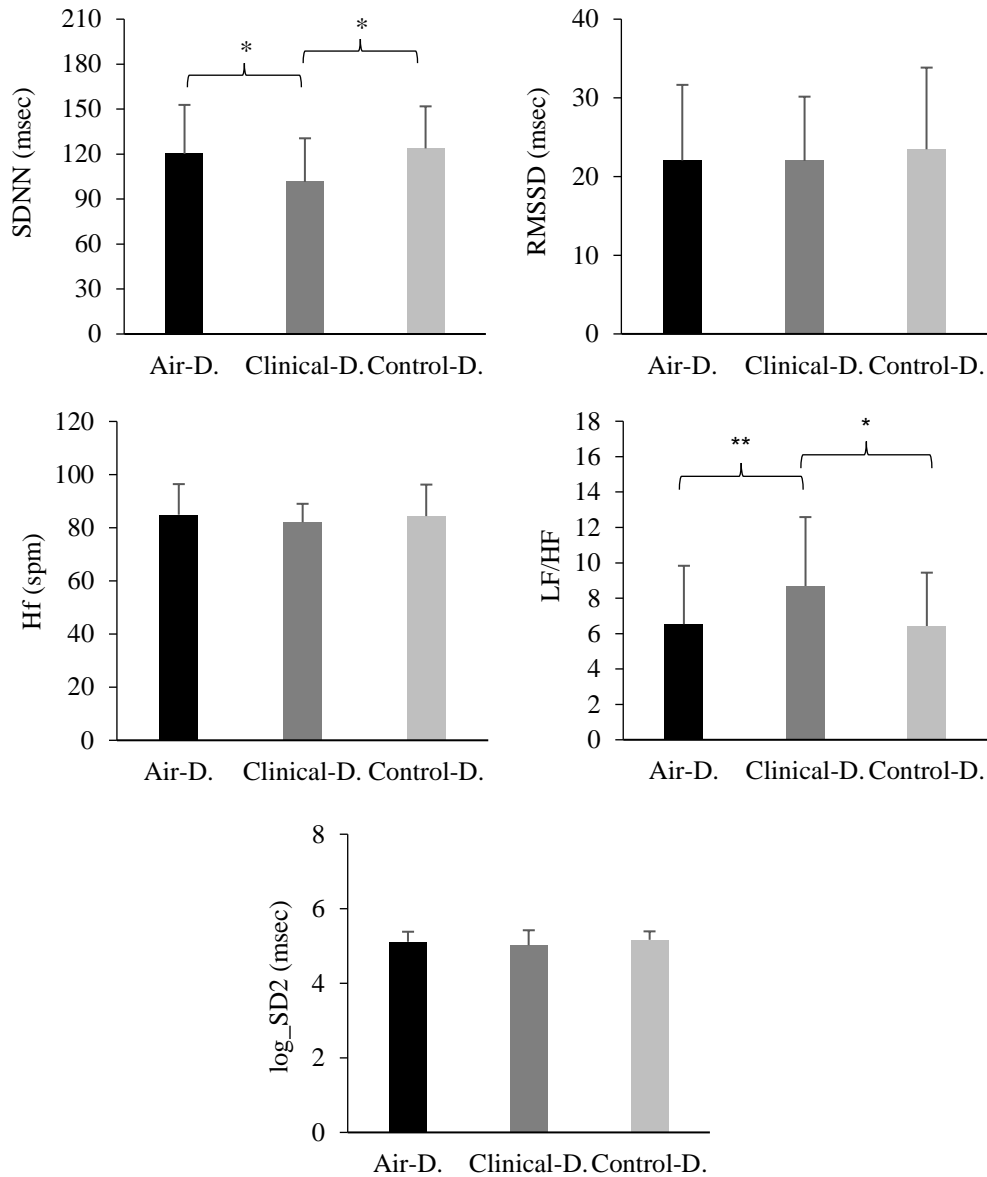 SDNN (msec)
210
180
150
120
90
60
30
0
*
*
Air-D.
Clinical-D.
Control-D.
RMSSD (msec)
40
30
20
10
0
Air-D.
Clinical-D.
Control-D.
Hf (spm)
120
100
80
60
40
20
0
Air-D.
Clinical-D.
Control-D.
LF/HF
18
16
14
12
10
8
6
4
2
0
**
*
Air-D.
Clinical-D.
Control-D.
log_SD2 (msec)
8
6
4
2
0
Air-D.
Clinical-D.
Control-D.